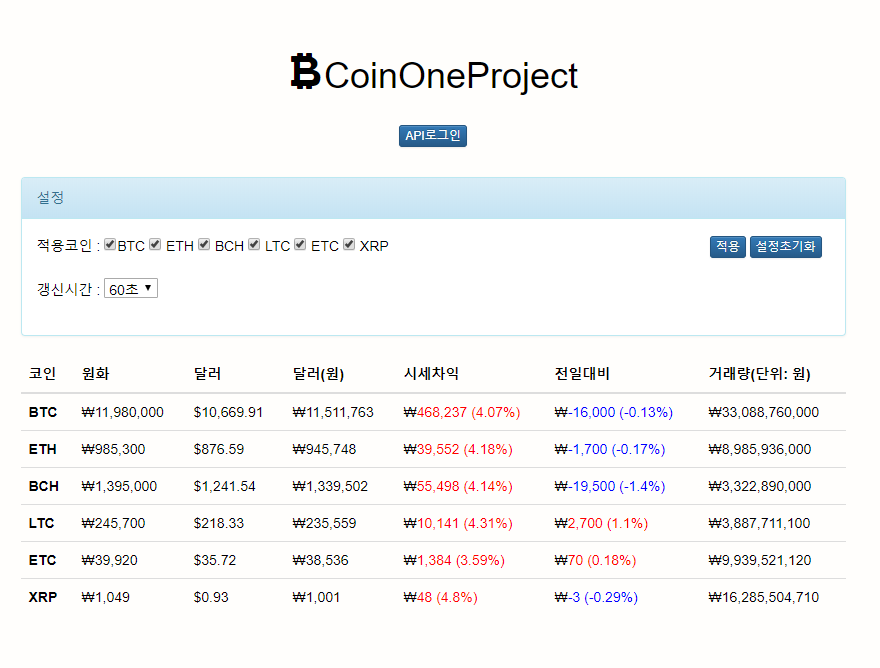 CoinOneProject
API로그인
설정
적용코인 : BTC ETH BCH LTC ETC XRP 적용 설정초기화
갱신시간 : 60초
코인 원화 달러 달러(원) 시세차익 전일대비 거래량(단위: 원)
BTC ₩11,980,000 $10,669.91 ₩11,511,763 ₩468,237 (4.07%) ₩-16,000 (-0.13%) ₩33,088,760,000
ETH ₩985,300 $876.59 ₩945,748 ₩39,552 (4.18%) ₩-1,700 (-0.17%) ₩8,985,936,000
BCH ₩1,395,000 $1,241.54 ₩1,339,502 ₩55,498 (4.14%) ₩-19,500 (-1.4%) ₩3,322,890,000
LTC ₩245,700 $218.33 ₩235,559 ₩10,141 (4.31%) ₩2,700 (1.1%) ₩3,887,711,100
ETC ₩39,920 $35.72 ₩38,536 ₩1,384 (3.59%) ₩70 (0.18%) ₩9,939,521,120
XRP ₩1,049 $0.93 ₩1,001 ₩48 (4.8%) ₩-3 (-0.29%) ₩16,285,504,710